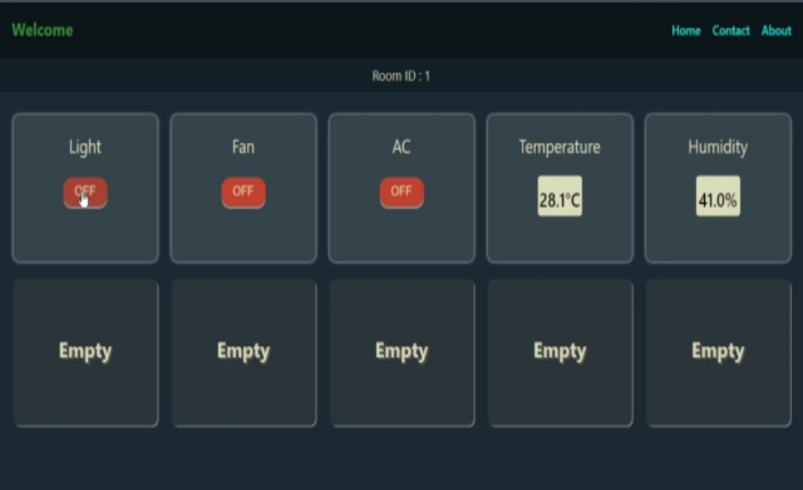 Welcome
Home Contact About
Room ID : 1
Light Fan AC Temperature Humidity
OFF OFF OFF 28.1°C 41.0%
Empty Empty Empty Empty Empty